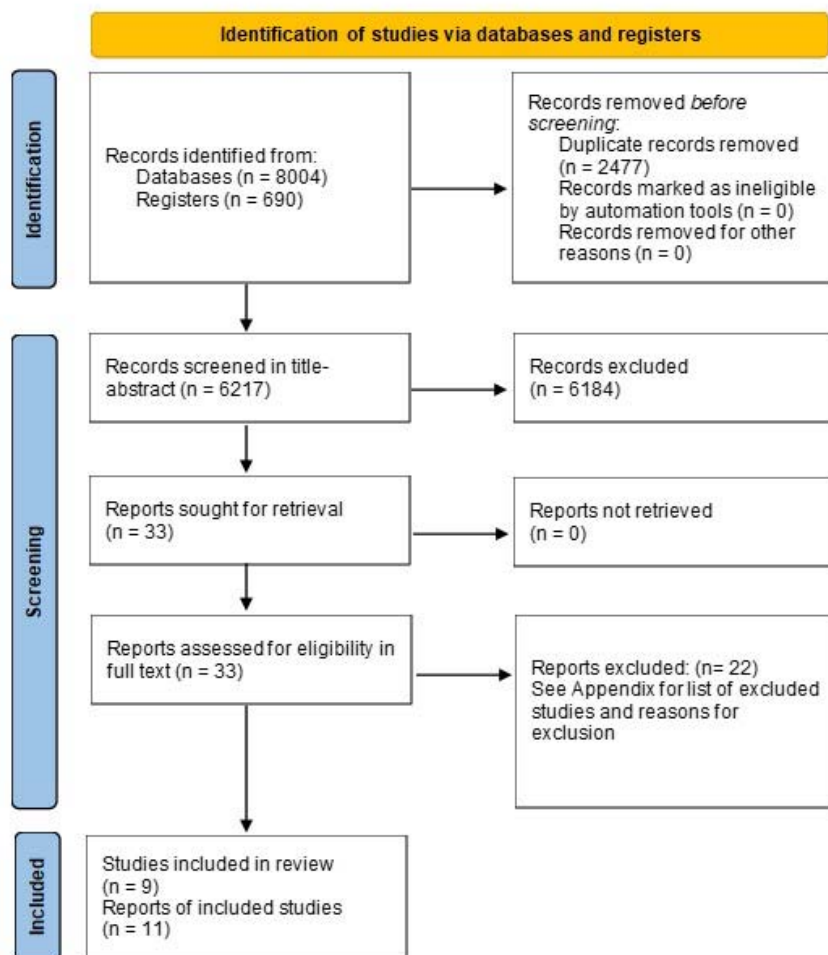 Identification of studies via databases and registers
Identification
Records identified from:
Databases (n = 8004)
Registers (n = 690)
Records removed before
screening:
Duplicate records removed
(n = 2477)
Records marked as ineligible
by automation tools (n = 0)
Records removed for other
reasons (n = 0)
Screening
Records screened in title-
abstract (n = 6217)
Records excluded
(n = 6184)
Reports sought for retrieval
(n = 33)
Reports not retrieved
(n = 0)
Reports assessed for eligibility in
full text (n = 33)
Reports excluded: (n= 22)
See Appendix for list of excluded
studies and reasons for
exclusion
Included
Studies included in review
(n = 9)
Reports of included studies
(n = 11)